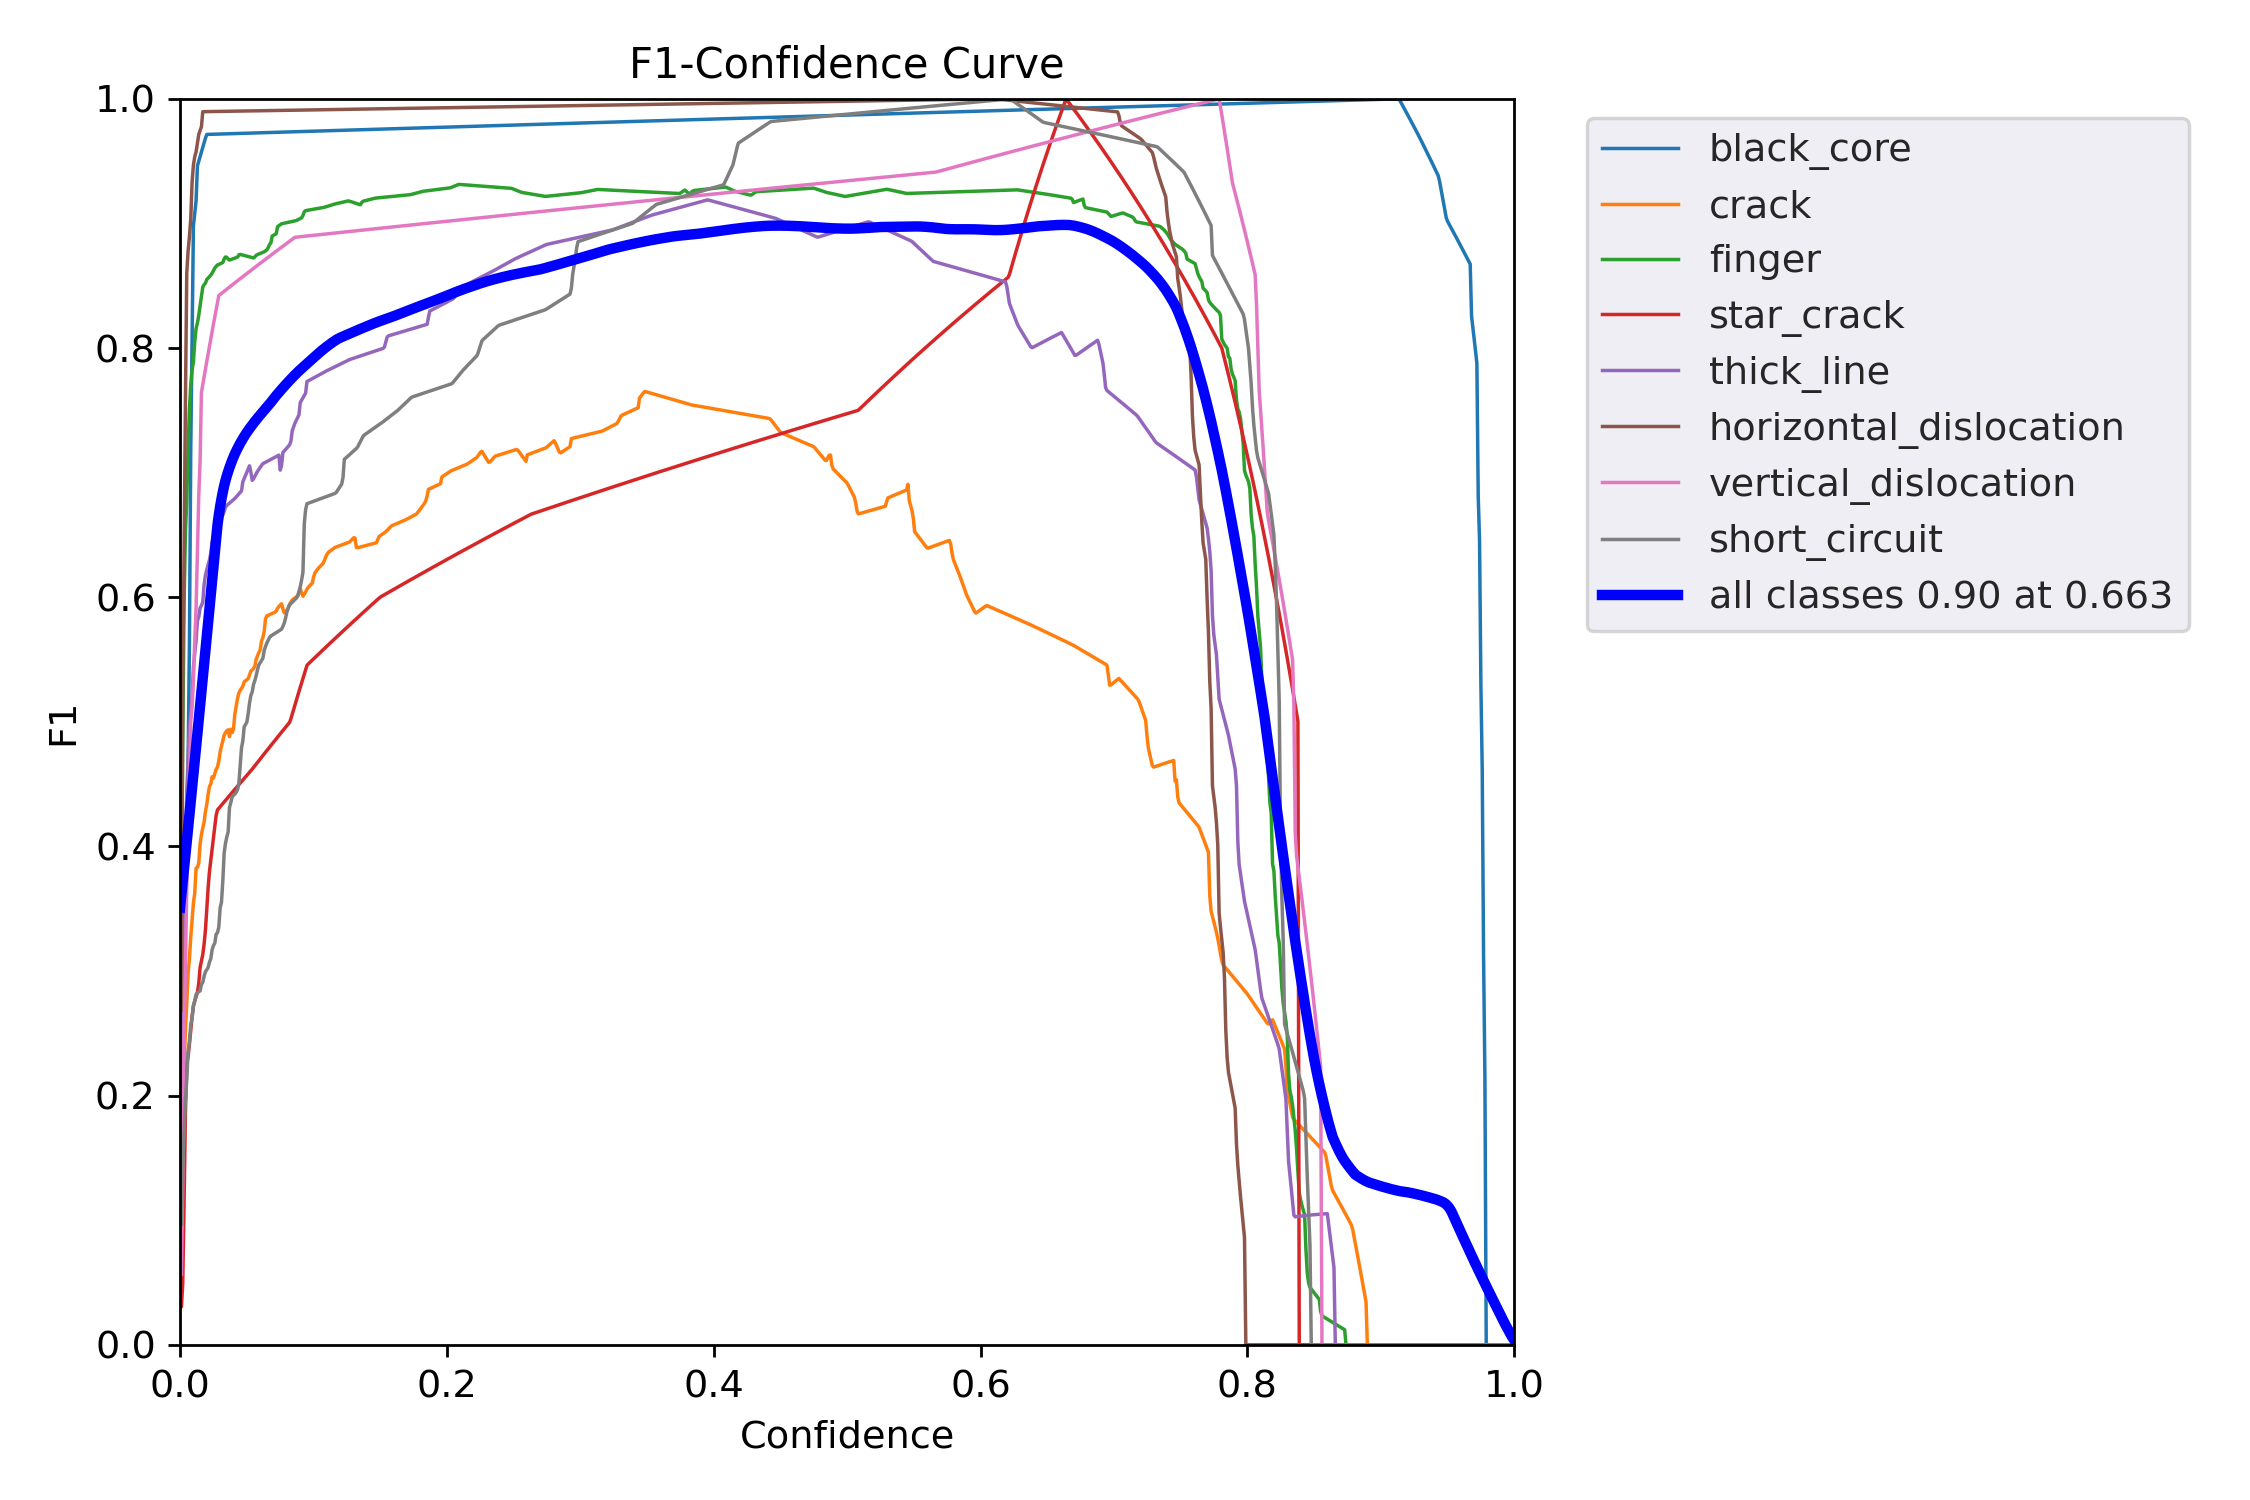 F1-Confidence Curve
1.0
0.8
0.6
0.4
0.2
0.0
F1
0.0 0.2 0.4 0.6 0.8 1.0
Confidence
black_core
crack
finger
star_crack
thick_line
horizontal_dislocation
vertical_dislocation
short_circuit
all classes 0.90 at 0.663